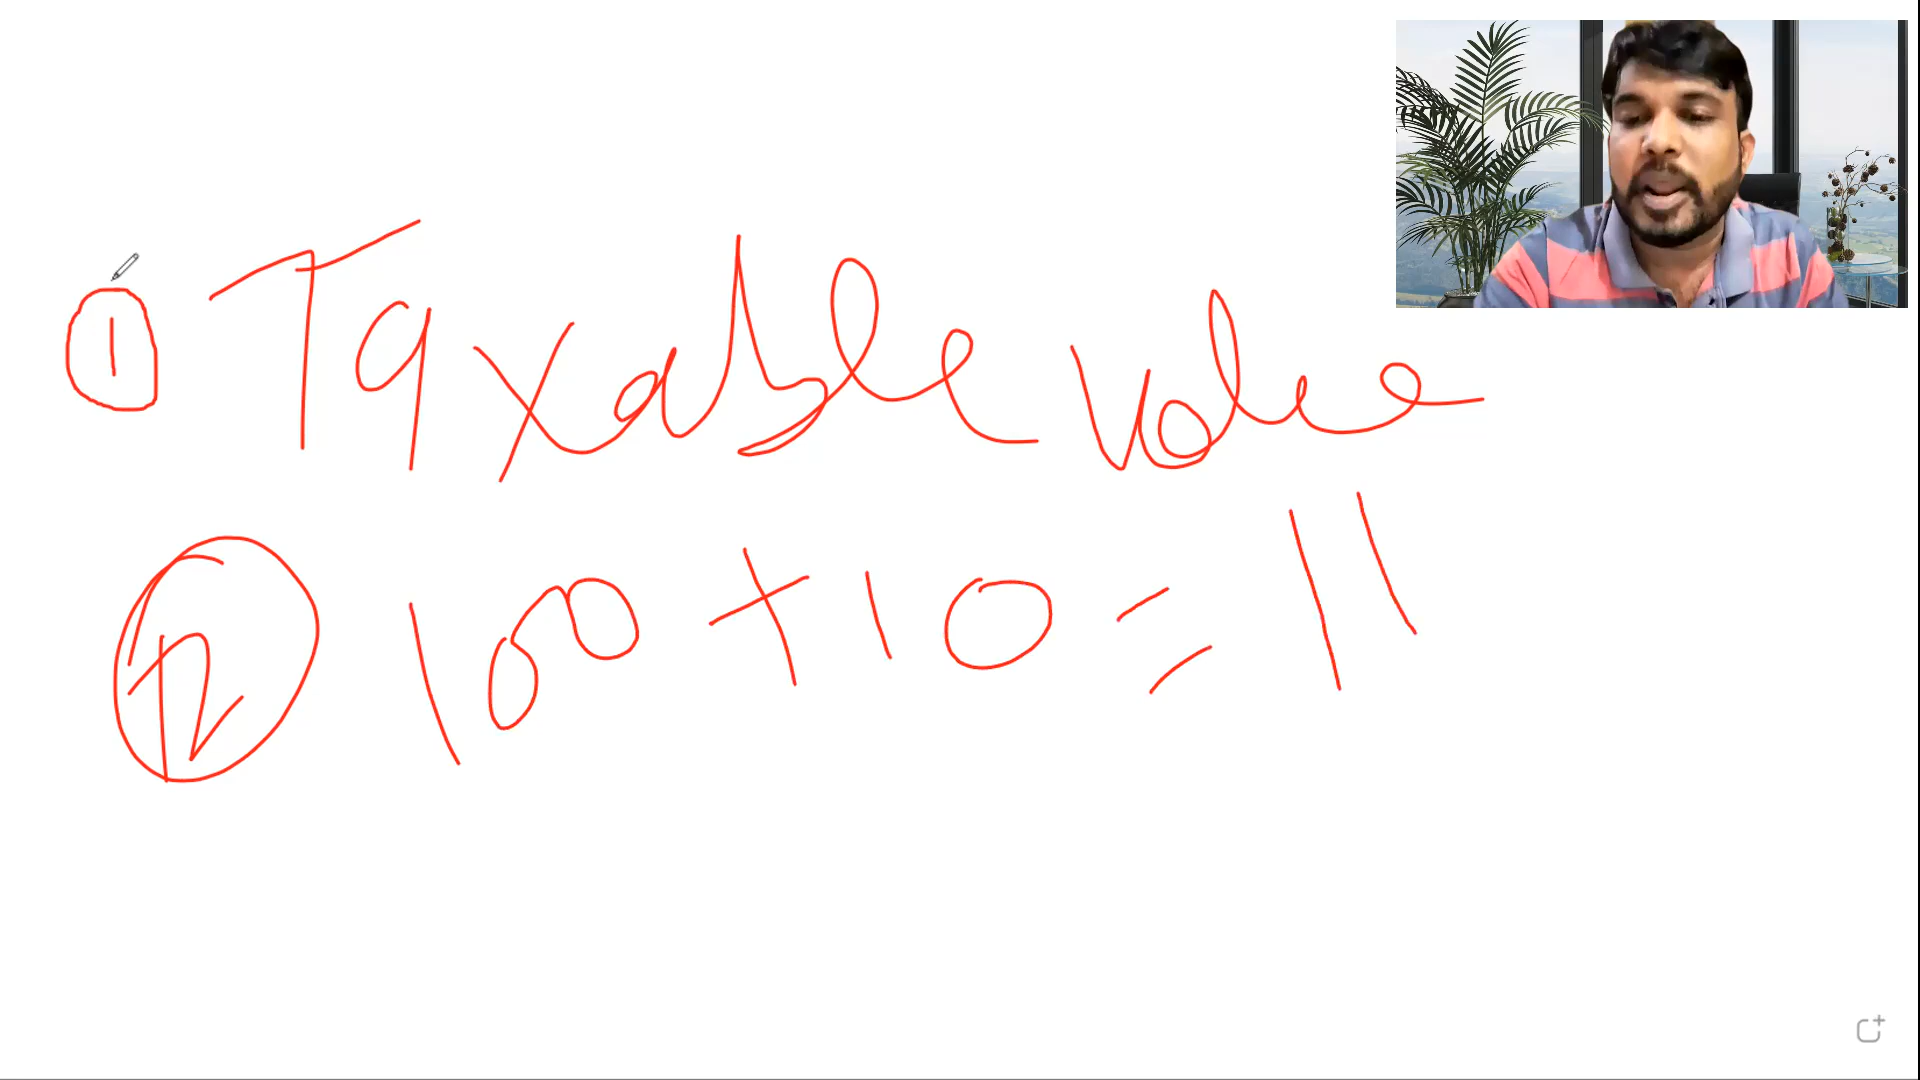 ① Taxable value
② 100 + 10 = 11